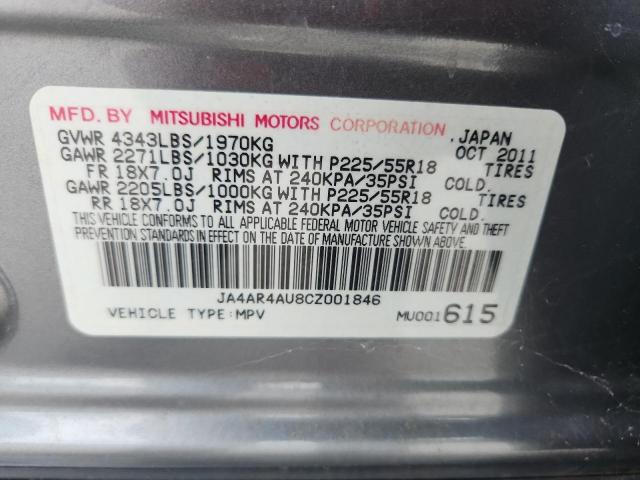 MFD. BY MITSUBISHI MOTORS CORPORATION. JAPAN
GVWR 4343LBS/1970KG OCT 2011
GAWR 2271LBS/1030KG WITH P225/55R18 TIRES
FR 18X7.0J RIMS AT 240KPA/35PSI COLD.
GAWR 2205LBS/1000KG WITH P225/55R18 TIRES
RR 18X7.0J RIMS AT 240KPA/35PSI COLD.
THIS VEHICLE CONFORMS TO ALL APPLICABLE FEDERAL MOTOR VEHICLE SAFETY AND THEFT
PREVENTION STANDARDS IN EFFECT ON THE DATE OF MANUFACTURE SHOWN ABOVE.
JA4AR4AU8CZ001846
VEHICLE TYPE:MPV MU001615